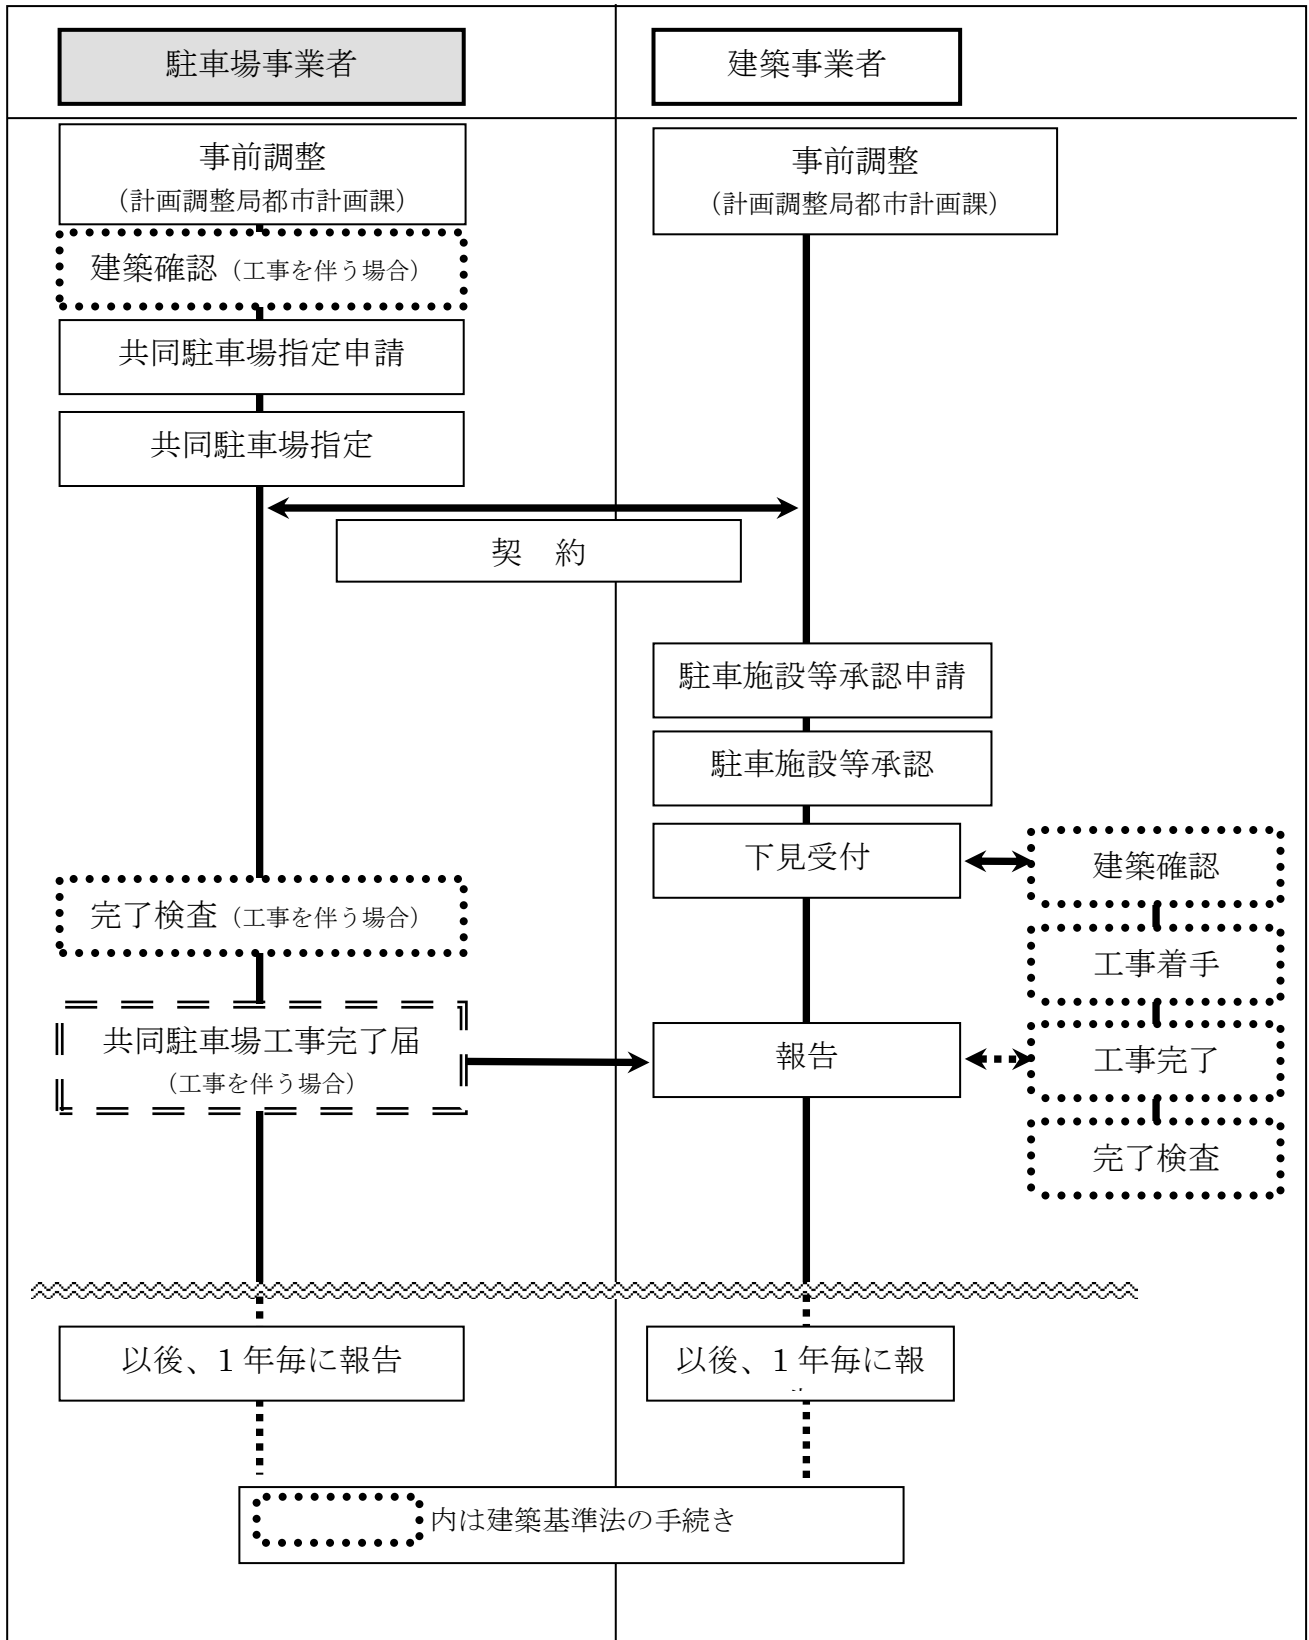 駐車場事業者
建築事業者
事前調整
（計画調整局都市計画課）
事前調整
（計画調整局都市計画課）
建築確認（工事を伴う場合）
共同駐車場指定申請
共同駐車場指定
契　約
駐車施設等承認申請
駐車施設等承認
下見受付
建築確認
完了検査（工事を伴う場合）
工事着手
共同駐車場工事完了届
（工事を伴う場合）
報告
工事完了
完了検査
以後、１年毎に報告
以後、１年毎に報
内は建築基準法の手続き